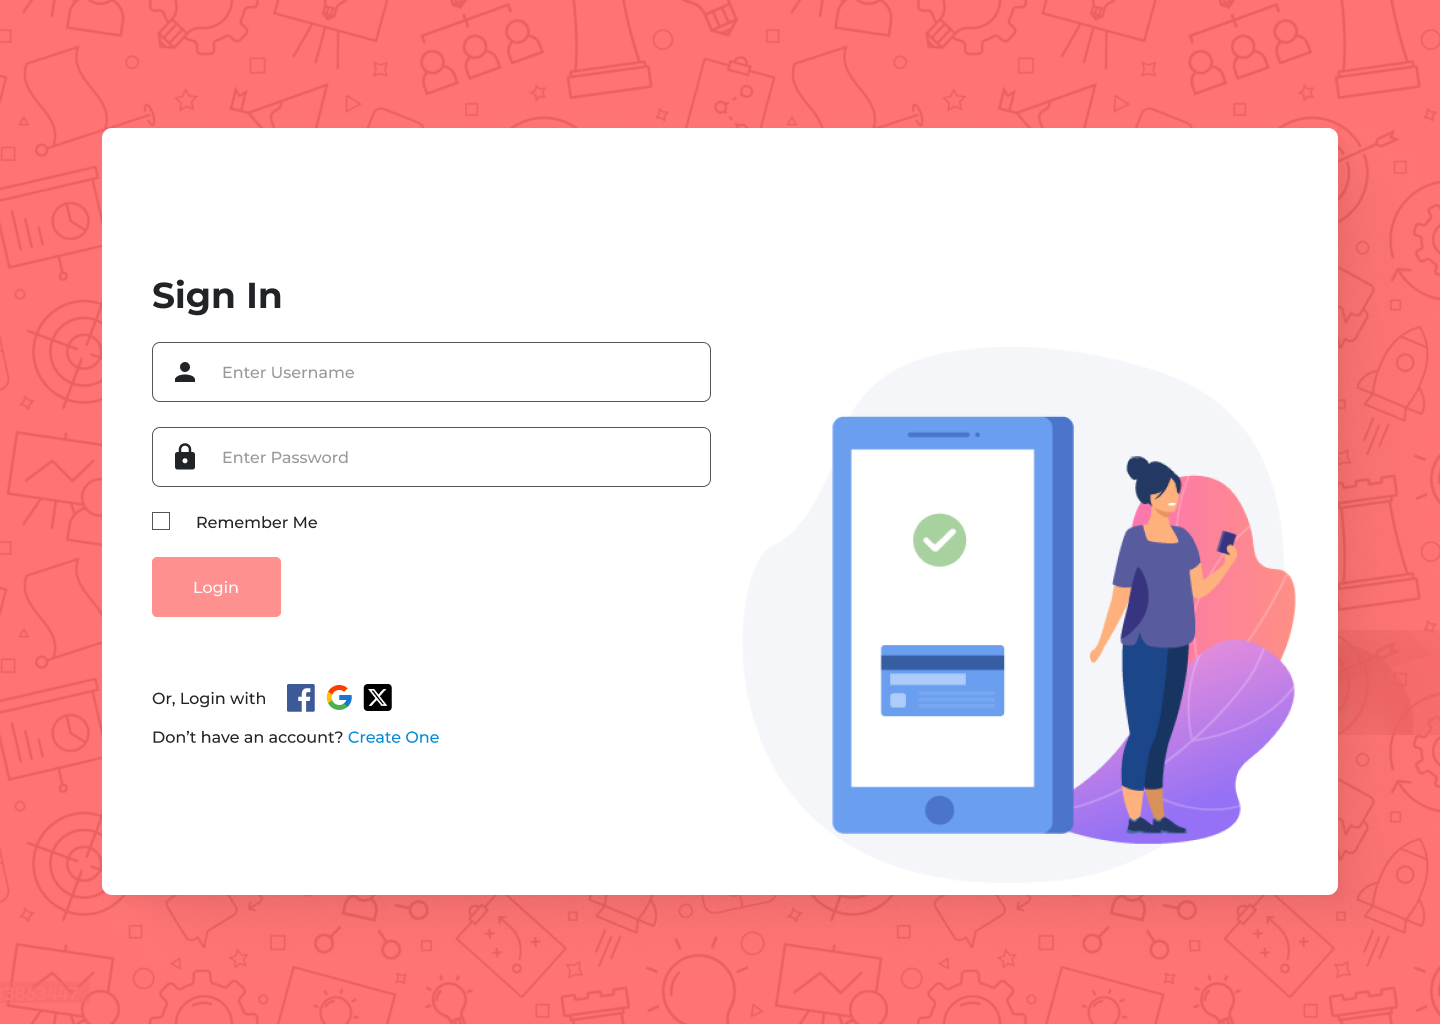 Sign In
Enter Username
Enter Password
Remember Me
Login
Or, Login with
Don’t have an account? Create One